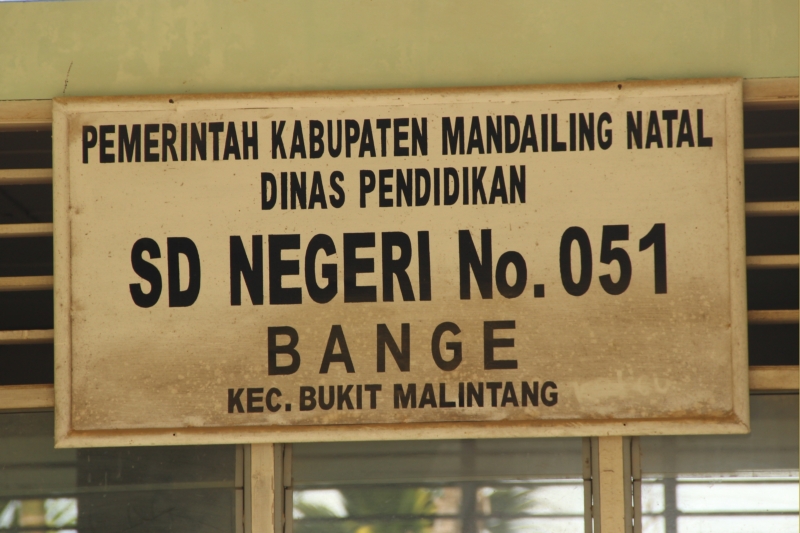 PEMERINTAH KABUPATEN MANDAILING NATAL
DINAS PENDIDIKAN
SD NEGERI No. 051
BANGE
KEC. BUKIT MALINTANG